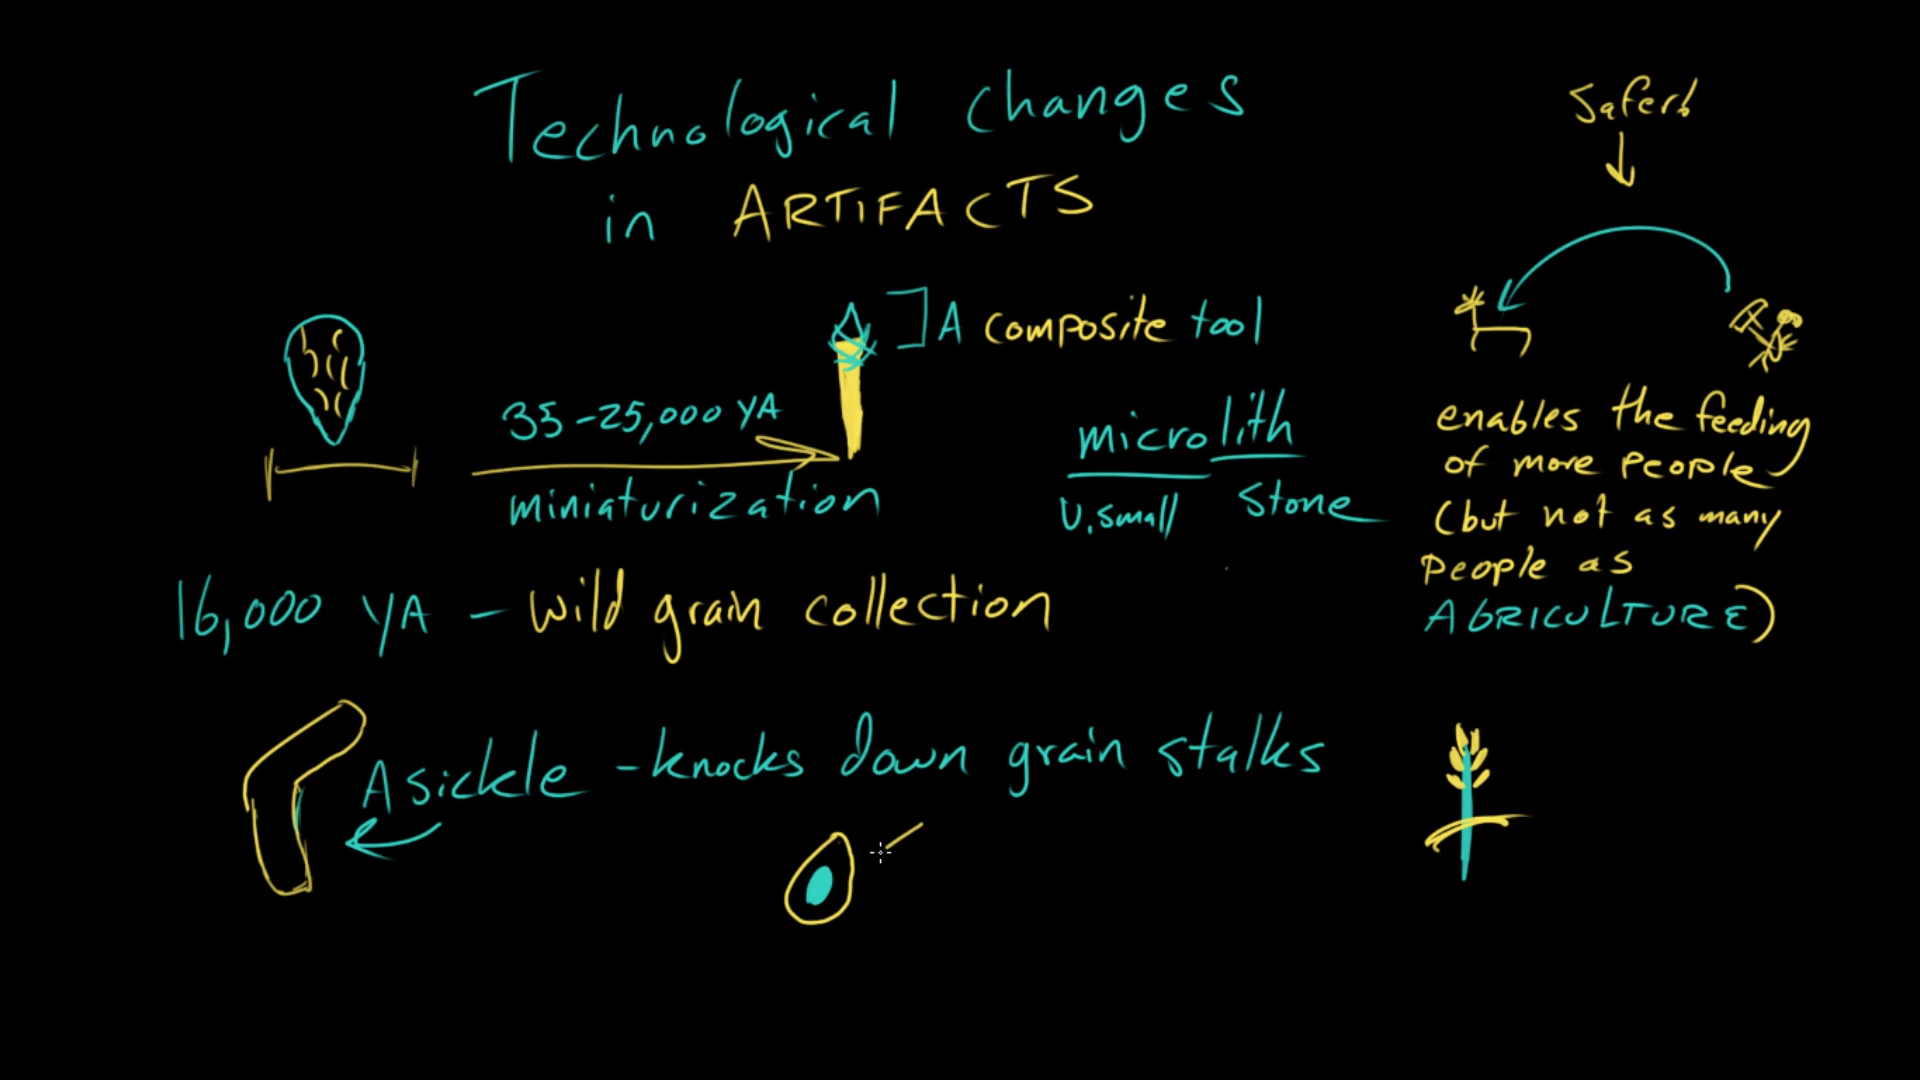 Technological changes
in ARTIFACTS
Safer!
A composite tool
35-25,000 YA
miniaturization
microlith
v.small stone
enables the feeding
of more people
(but not as many
people as
AGRICULTURE)
16,000 YA - wild grain collection
A sickle - knocks down grain stalks